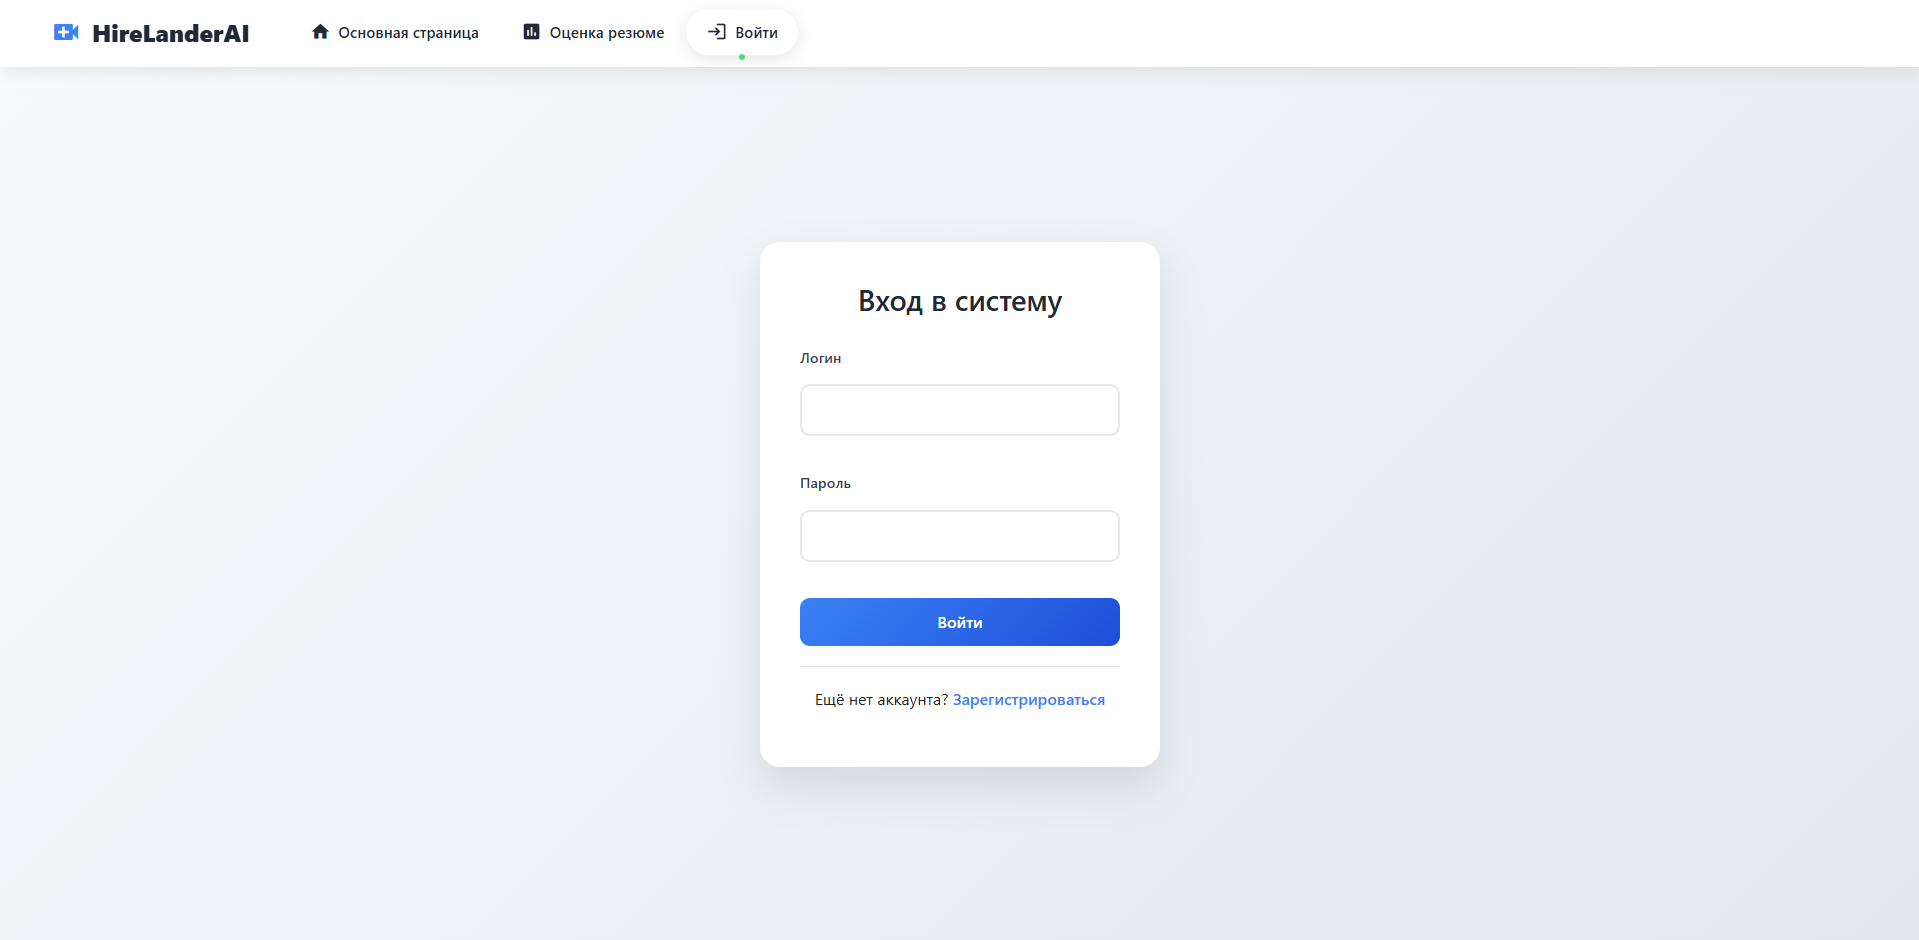 HireLanderAI
Основная страница
Оценка резюме
Войти
Вход в систему
Логин
Пароль
Войти
Ещё нет аккаунта? Зарегистрироваться